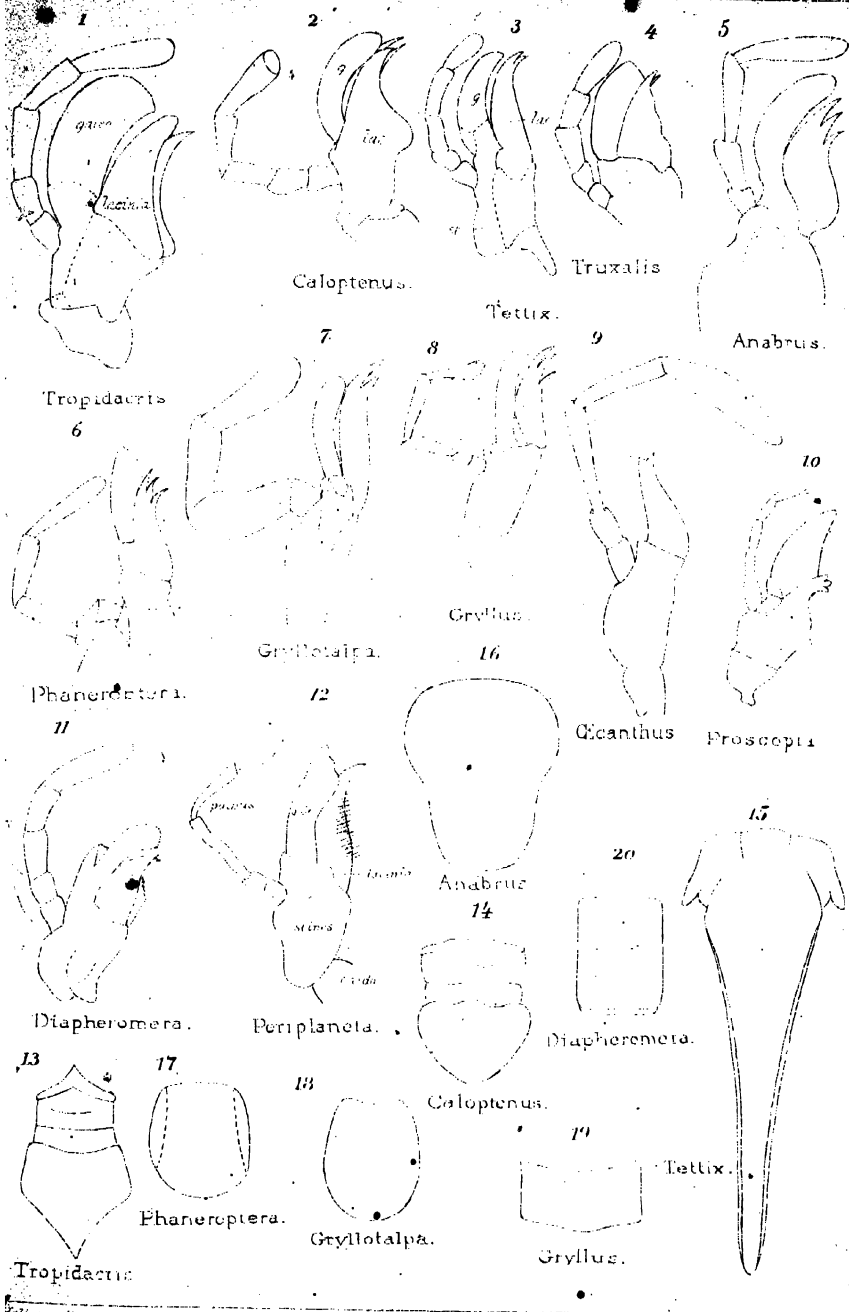 1
2
3
4
5
galea
lacinia
g
lac
g
lac
Caloptenus.
Truxalis
Tettix.
Anabrus.
Tropidacris
6
7
8
9
10
Gryllus.
Gryllotalpa.
Phaneroptera.
Œcanthus
Proscopia
11
12
16
palpus
lacinia
stipes
cardo
Anabrus
15
14
20
Diapheromera.
Periplaneta.
Diapheromera.
Caloptenus.
13
17
18
19
Tettix.
Phaneroptera.
Gryllotalpa.
Gryllus.
Tropidacris